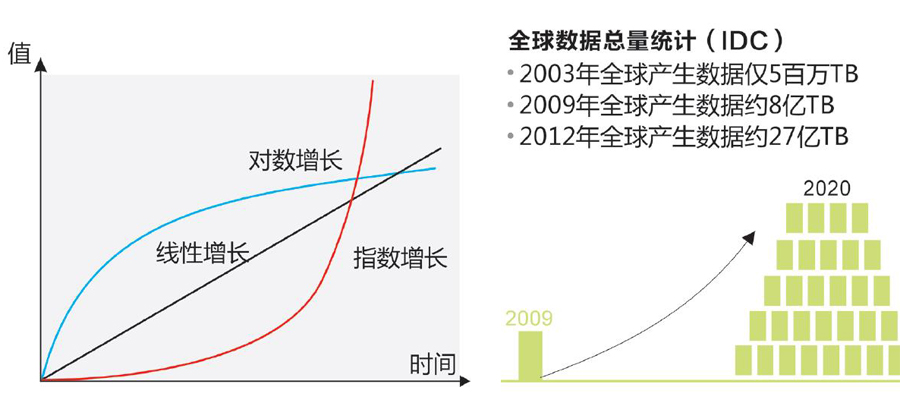 值
对数增长
线性增长
指数增长
时间
全球数据总量统计（IDC）
•2003年全球产生数据仅5百万TB
•2009年全球产生数据约8亿TB
•2012年全球产生数据约27亿TB
2020
2009